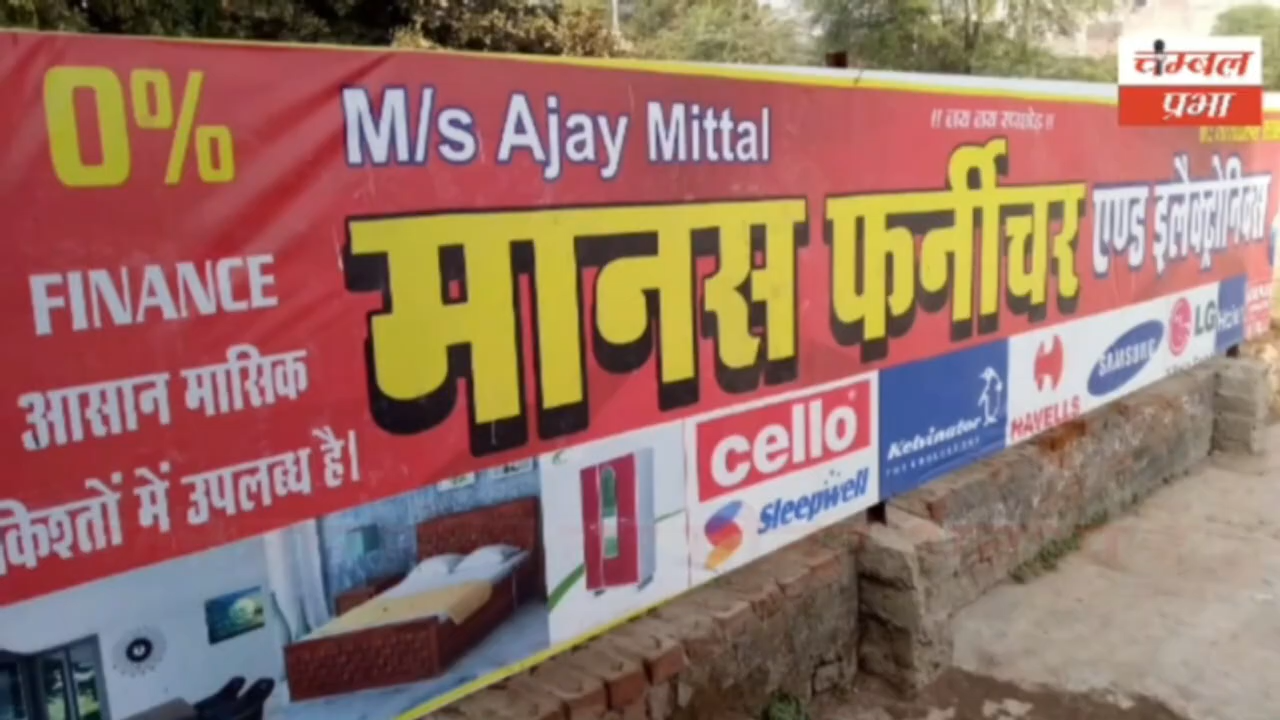 0%
FINANCE
आसान मासिक
किश्तों में उपलब्ध है।
M/s Ajay Mittal
मानस फर्नीचर एण्ड इलैक्ट्रोनिक्स
cello
Sleepwell
Kelvinator
HAVELLS
SAMSUNG
LG
चम्बल
प्रभा